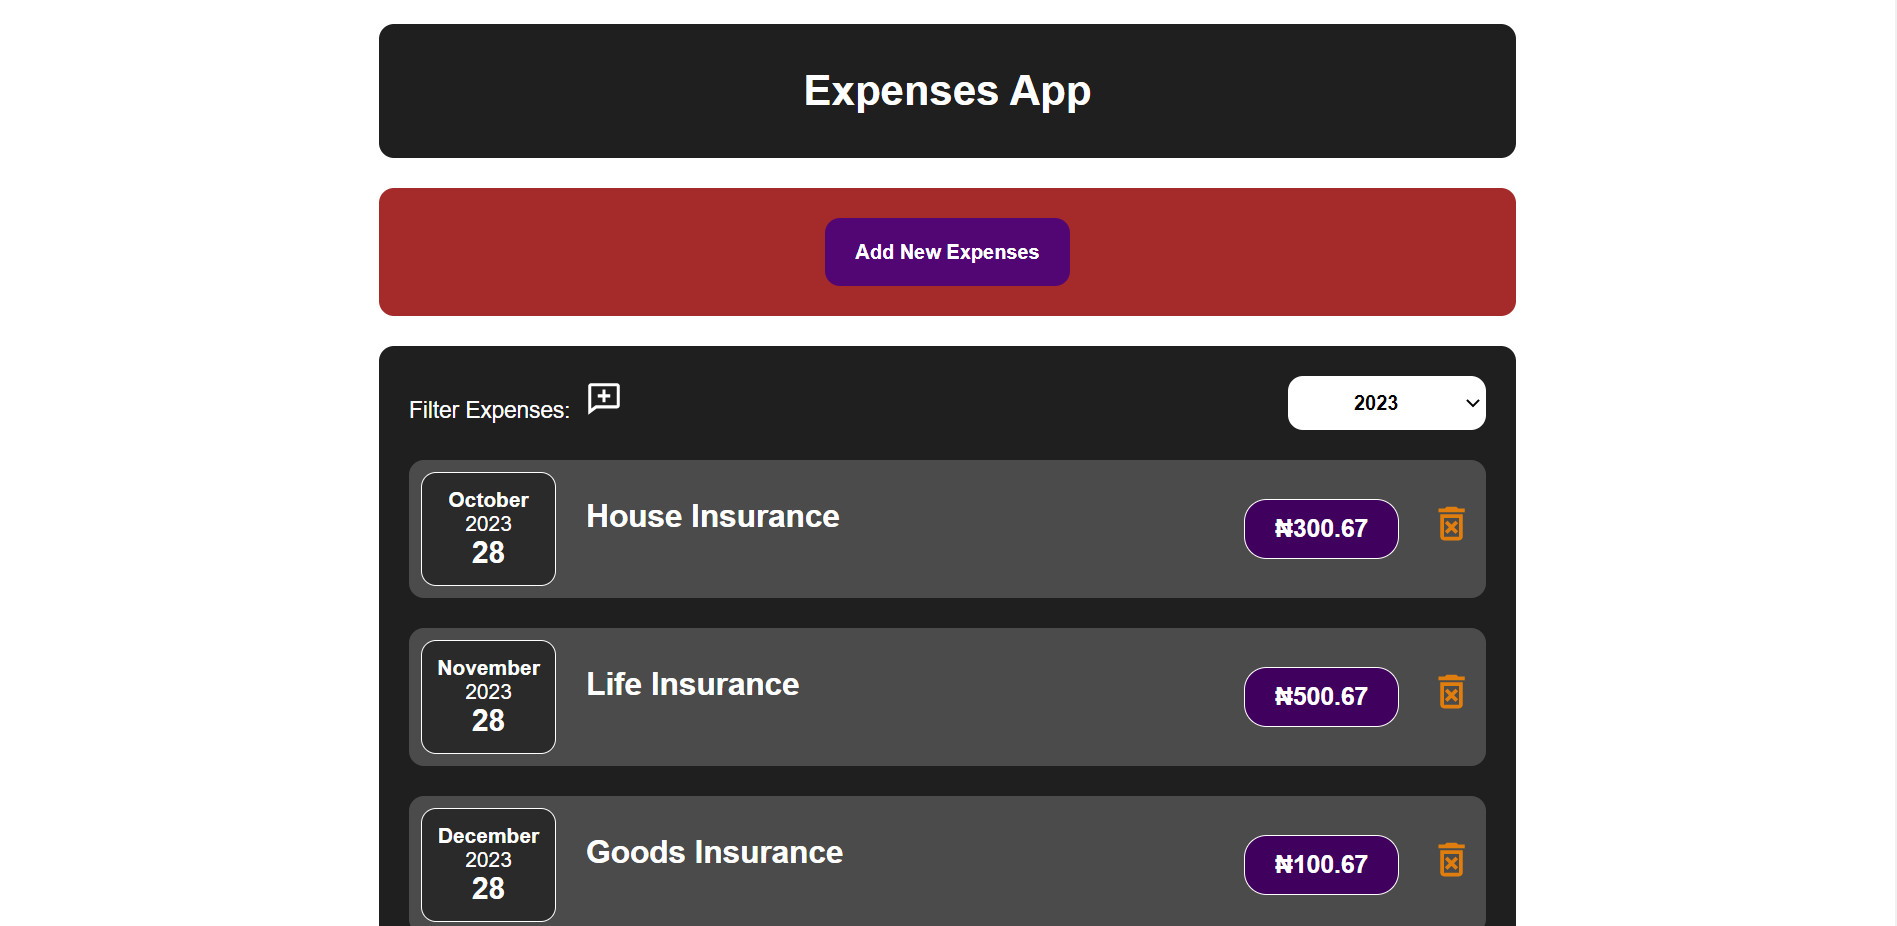 Expenses App
Add New Expenses
Filter Expenses:
2023
October
2023
28
House Insurance
₦300.67
November
2023
28
Life Insurance
₦500.67
December
2023
28
Goods Insurance
₦100.67